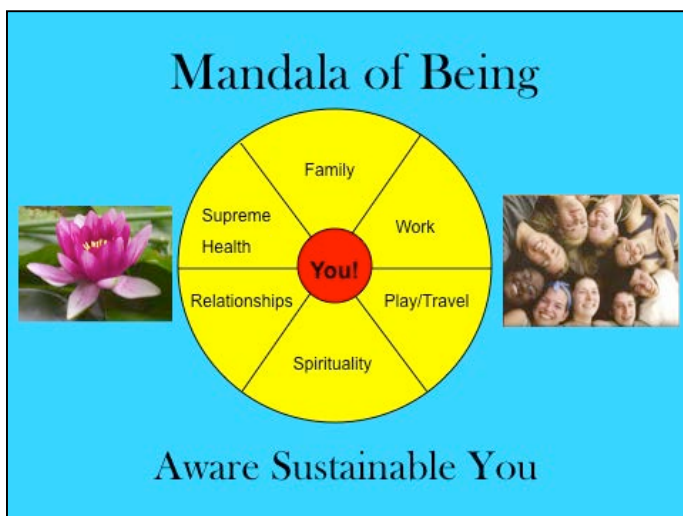 Mandala of Being
Family
Supreme
Health
Work
You!
Relationships
Play/Travel
Spirituality
Aware Sustainable You